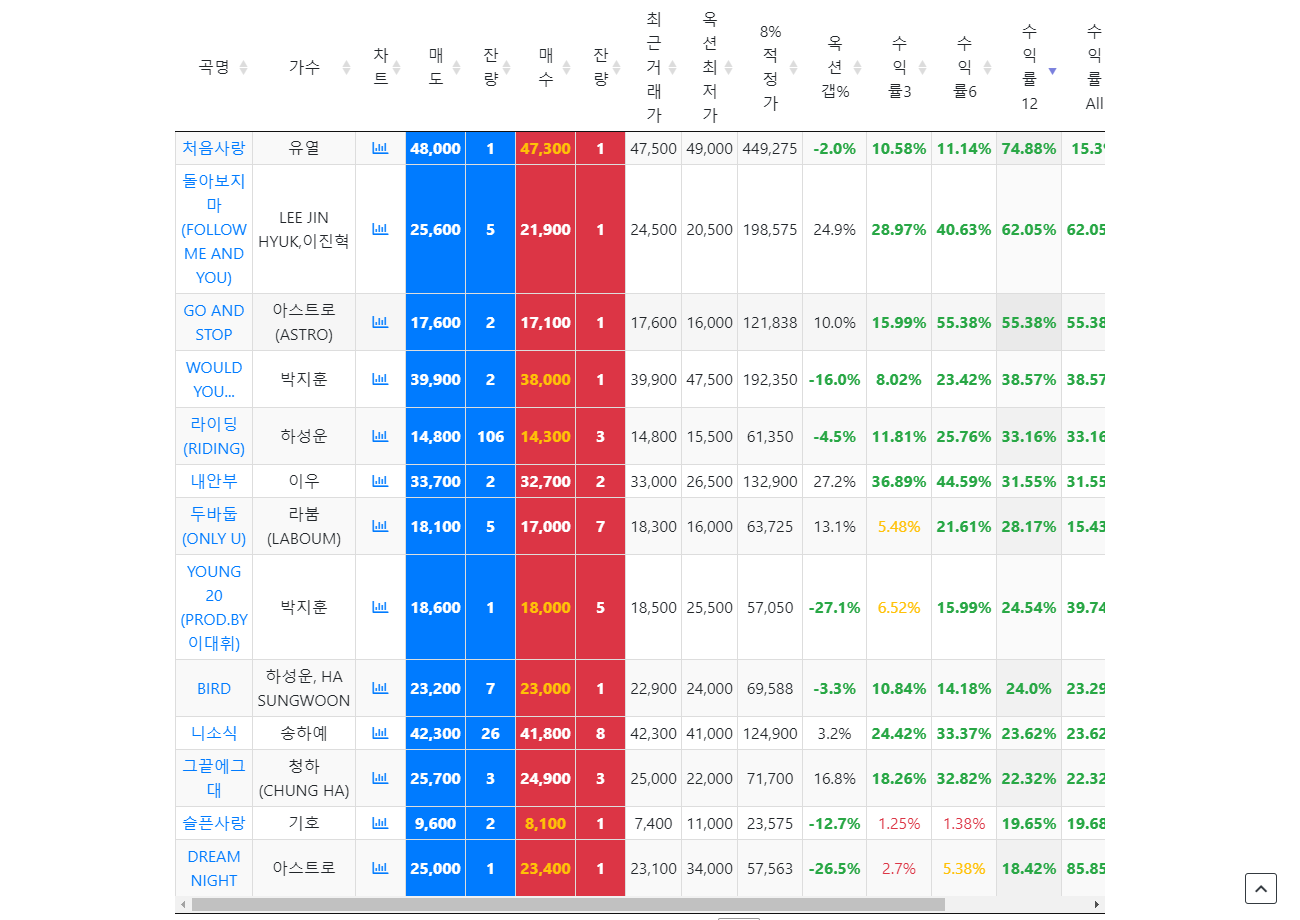 곡명 가수 차트 매도 잔량 매수 잔량 최근거래가 옥션최저가 8%적정가 옥션갭% 수익률3 수익률6 수익률12 수익률All
처음사랑 유열 48,000 1 47,300 1 47,500 49,000 449,275 -2.0% 10.58% 11.14% 74.88% 15.3
돌아보지마 (FOLLOW ME AND YOU) LEE JIN HYUK,이진혁 25,600 5 21,900 1 24,500 20,500 198,575 24.9% 28.97% 40.63% 62.05% 62.05
GO AND STOP 아스트로 (ASTRO) 17,600 2 17,100 1 17,600 16,000 121,838 10.0% 15.99% 55.38% 55.38% 55.38
WOULD YOU... 박지훈 39,900 2 38,000 1 39,900 47,500 192,350 -16.0% 8.02% 23.42% 38.57% 38.57
라이딩 (RIDING) 하성운 14,800 106 14,300 3 14,800 15,500 61,350 -4.5% 11.81% 25.76% 33.16% 33.16
내안부 이우 33,700 2 32,700 2 33,000 26,500 132,900 27.2% 36.89% 44.59% 31.55% 31.55
두바둡 (ONLY U) 라붐 (LABOUM) 18,100 5 17,000 7 18,300 16,000 63,725 13.1% 5.48% 21.61% 28.17% 15.43
YOUNG 20 (PROD.BY 이대휘) 박지훈 18,600 1 18,000 5 18,500 25,500 57,050 -27.1% 6.52% 15.99% 24.54% 39.74
BIRD 하성운, HA SUNGWOON 23,200 7 23,000 1 22,900 24,000 69,588 -3.3% 10.84% 14.18% 24.0% 23.29
니소식 송하예 42,300 26 41,800 8 42,300 41,000 124,900 3.2% 24.42% 33.37% 23.62% 23.62
그끝에그대 청하 (CHUNG HA) 25,700 3 24,900 3 25,000 22,000 71,700 16.8% 18.26% 32.82% 22.32% 22.32
슬픈사랑 기호 9,600 2 8,100 1 7,400 11,000 23,575 -12.7% 1.25% 1.38% 19.65% 19.68
DREAM NIGHT 아스트로 25,000 1 23,400 1 23,100 34,000 57,563 -26.5% 2.7% 5.38% 18.42% 85.85